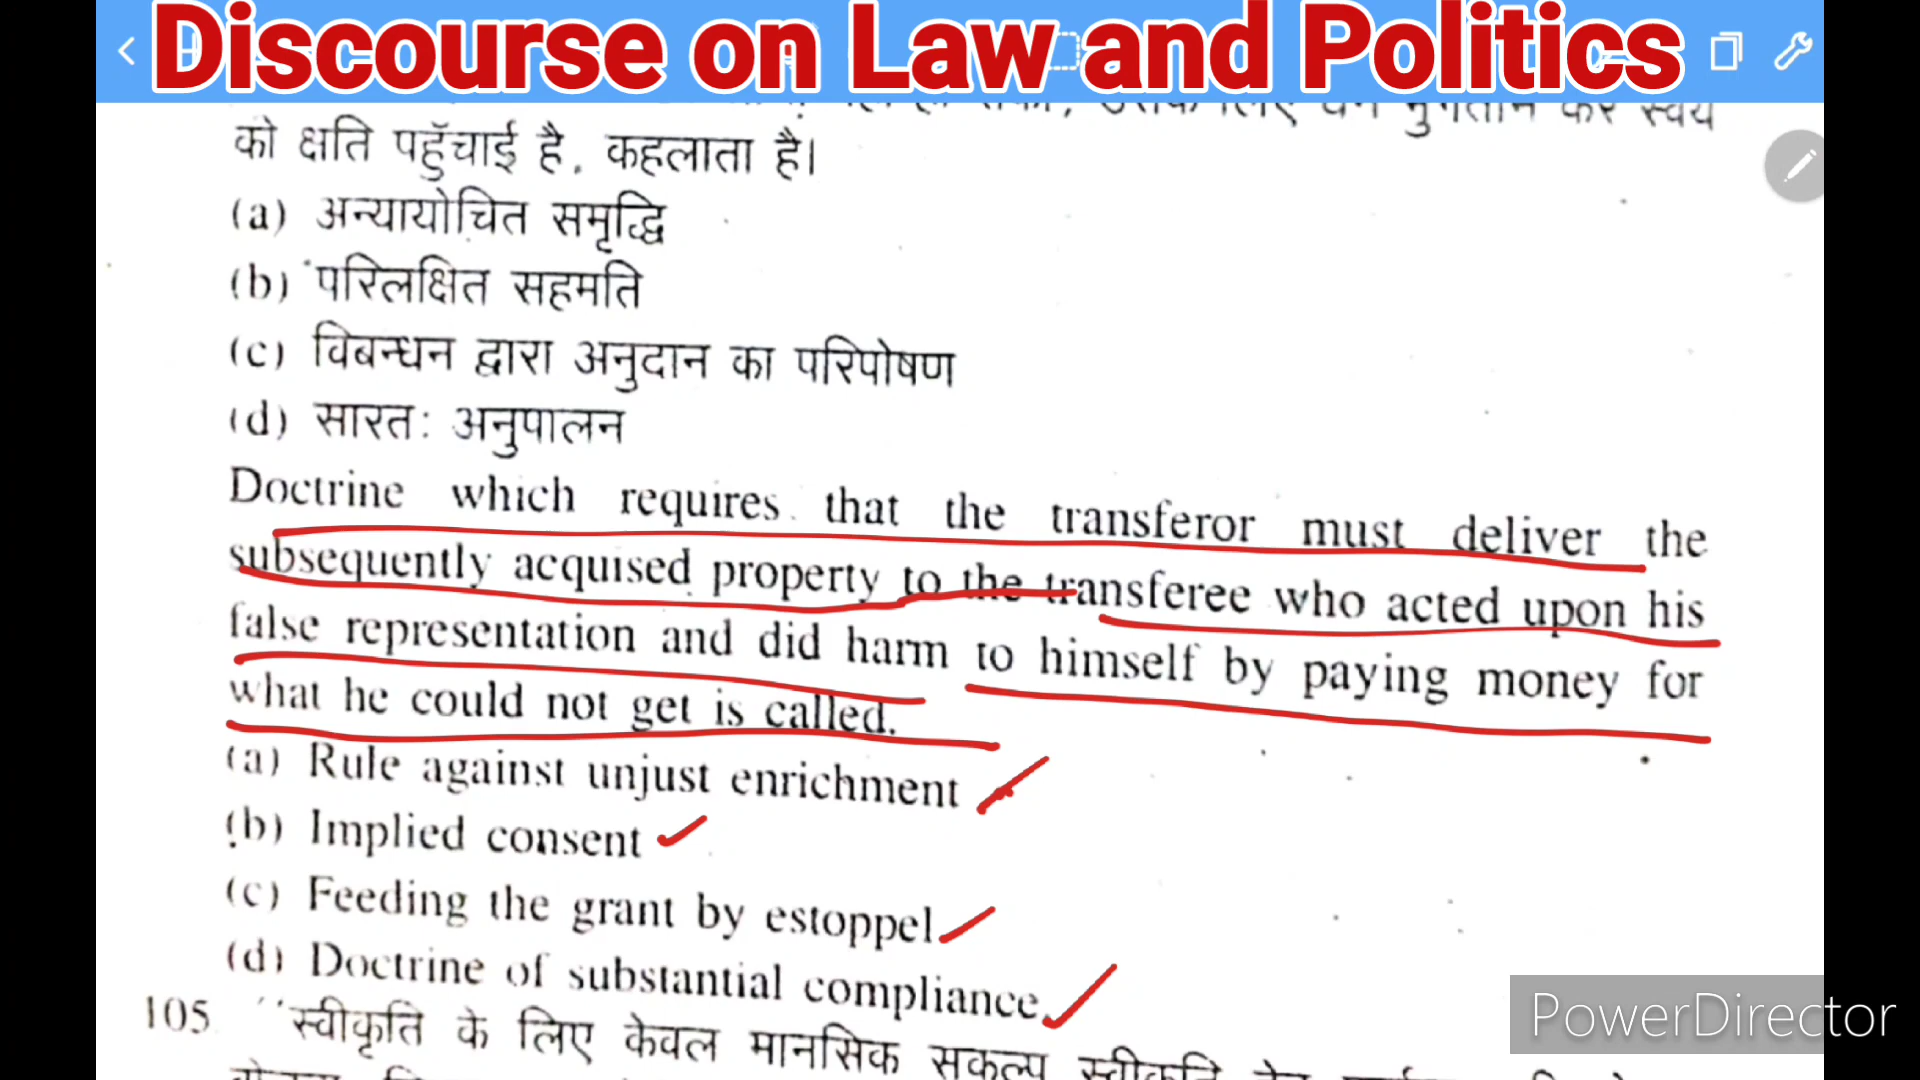 Discourse on Law and Politics
को क्षति पहुँचाई है, कहलाता है।
(a) अन्यायोचित समृद्धि
(b) परिलक्षित सहमति
(c) विबन्धन द्वारा अनुदान का परिपोषण
(d) सारतः अनुपालन
Doctrine which requires that the transferor must deliver the
subsequently acquised property to the transferee who acted upon his
false representation and did harm to himself by paying money for
what he could not get is called.
(a) Rule against unjust enrichment
(b) Implied consent
(c) Feeding the grant by estoppel
(d) Doctrine of substantial compliance
105. ''स्वीकृति के लिए केवल मानसिक सकल्प
PowerDirector